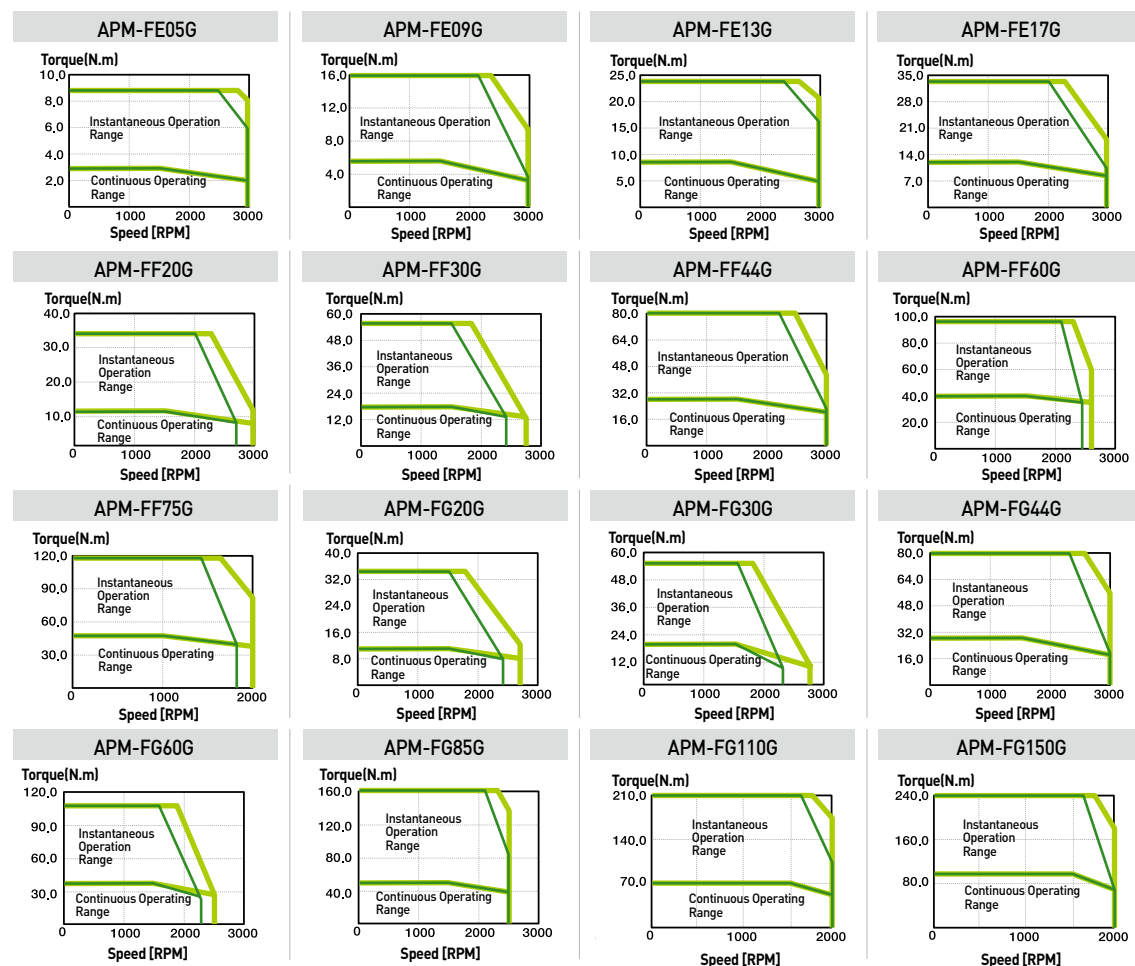 APM-FE05G
Torque(N.m)
10,0
8,0
6,0
4,0
2,0
Instantaneous Operation
Range
Continuous Operating
Range
0 1000 2000 3000
Speed [RPM]
APM-FE09G
Torque(N.m)
16,0
12,0
8,0
4,0
Instantaneous Operation
Range
Continuous Operating
Range
0 1000 2000 3000
Speed [RPM]
APM-FE13G
Torque(N.m)
25,0
20,0
15,0
10,0
5,0
Instantaneous Operation
Range
Continuous Operating
Range
0 1000 2000 3000
Speed [RPM]
APM-FE17G
Torque(N.m)
35,0
28,0
21,0
14,0
7,0
Instantaneous Operation
Range
Continuous Operating
Range
0 1000 2000 3000
Speed [RPM]
APM-FF20G
Torque(N.m)
40,0
30,0
20,0
10,0
Instantaneous
Operation
Range
Continuous Operating
Range
0 1000 2000 3000
Speed [RPM]
APM-FF30G
Torque(N.m)
60,0
48,0
36,0
24,0
12,0
Instantaneous
Operation
Range
Continuous Operating
Range
0 1000 2000 3000
Speed [RPM]
APM-FF44G
Torque(N.m)
80,0
64,0
48,0
32,0
16,0
Instantaneous Operation
Range
Continuous Operating
Range
0 1000 2000 3000
Speed [RPM]
APM-FF60G
Torque(N.m)
100,0
80,0
60,0
40,0
20,0
Instantaneous
Operation
Range
Continuous Operating
Range
0 1000 2000 3000
Speed [RPM]
APM-FF75G
Torque(N.m)
120,0
90,0
60,0
30,0
Instantaneous
Operation
Range
Continuous Operating
Range
0 1000 2000
Speed [RPM]
APM-FG20G
Torque(N.m)
40,0
32,0
24,0
16,0
8,0
Instantaneous
Operation
Range
Continuous Operating
Range
0 1000 2000 3000
Speed [RPM]
APM-FG30G
Torque(N.m)
60,0
48,0
36,0
24,0
12,0
Instantaneous
Operation
Range
Continuous Operating
Range
0 1000 2000 3000
Speed [RPM]
APM-FG44G
Torque(N.m)
80,0
64,0
48,0
32,0
16,0
Instantaneous
Operation
Range
Continuous Operating
Range
0 1000 2000 3000
Speed [RPM]
APM-FG60G
Torque(N.m)
120,0
90,0
60,0
30,0
Instantaneous
Operation
Range
Continuous Operating
Range
0 1000 2000 3000
Speed [RPM]
APM-FG85G
Torque(N.m)
160,0
120,0
80,0
40,0
Instantaneous
Operation
Range
Continuous Operating
Range
0 1000 2000 3000
Speed [RPM]
APM-FG110G
Torque(N.m)
210,0
140,0
70,0
Instantaneous
Operation
Range
Continuous Operating
Range
0 1000 2000
Speed [RPM]
APM-FG150G
Torque(N.m)
240,0
160,0
80,0
Instantaneous
Operation
Range
Continuous Operating
Range
0 1000 2000
Speed [RPM]